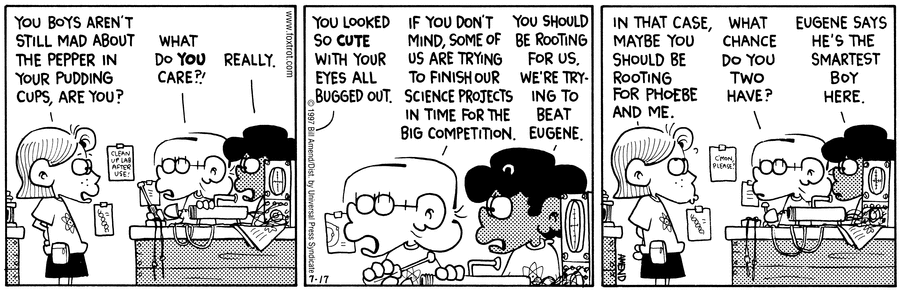 YOU BOYS AREN'T
STILL MAD ABOUT
THE PEPPER IN
YOUR PUDDING
CUPS, ARE YOU?
WHAT
DO YOU
CARE?!
REALLY.
CLEAN
UP LAB
AFTER
USE!
www.foxtrot.com
YOU LOOKED
SO CUTE
WITH YOUR
EYES ALL
BUGGED OUT.
IF YOU DON'T
MIND, SOME OF
US ARE TRYING
TO FINISH OUR
SCIENCE PROJECTS
IN TIME FOR THE
BIG COMPETITION.
YOU SHOULD
BE ROOTING
FOR US.
WE'RE TRY-
ING TO
BEAT
EUGENE.
© 1997 Bill Amend/Dist. by Universal Press Syndicate
7-17
IN THAT CASE,
MAYBE YOU
SHOULD BE
ROOTING
FOR PHOEBE
AND ME.
WHAT
CHANCE
DO YOU
TWO
HAVE?
EUGENE SAYS
HE'S THE
SMARTEST
BOY
HERE.
?
C'MON,
PLEASE?
AMEND